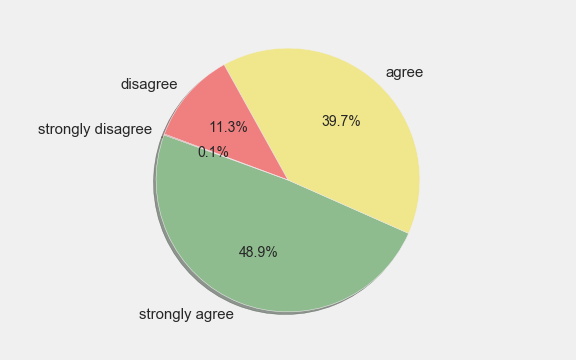 agree
disagree
39.7%
11.3%
strongly disagree
0.1%
48.9%
strongly agree